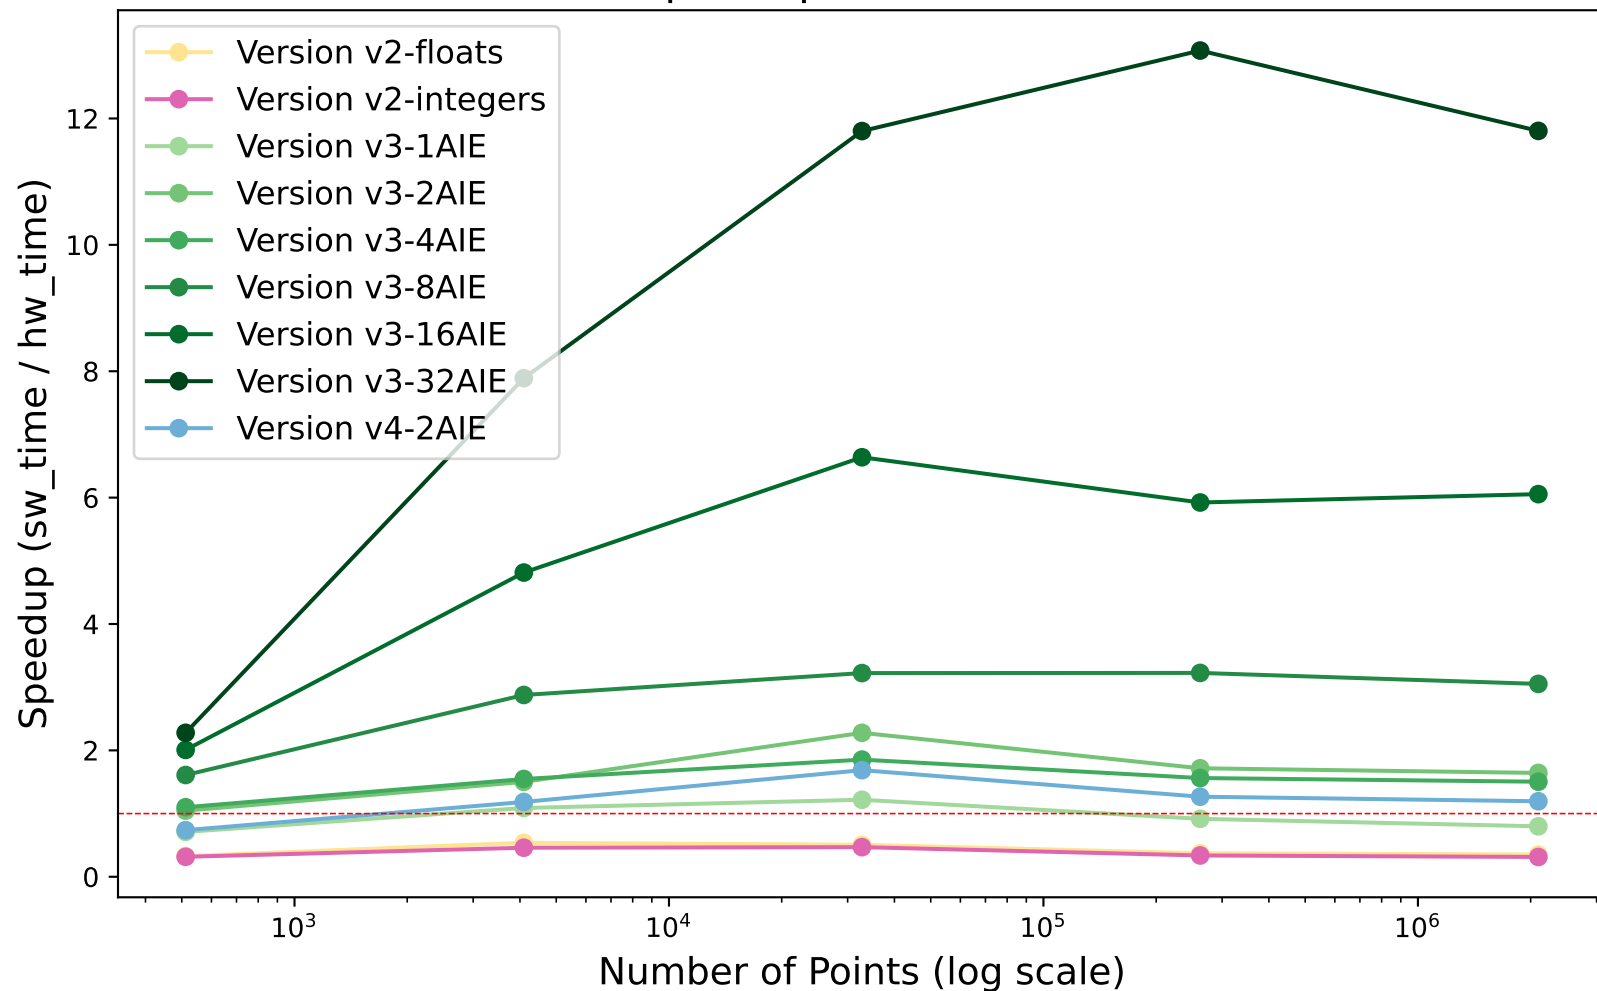 Version v2-floats
Version v2-integers
Version v3-1AIE
Version v3-2AIE
Version v3-4AIE
Version v3-8AIE
Version v3-16AIE
Version v3-32AIE
Version v4-2AIE
Speedup (sw_time / hw_time)
12
10
8
6
4
2
0
10³
10⁴
10⁵
10⁶
Number of Points (log scale)